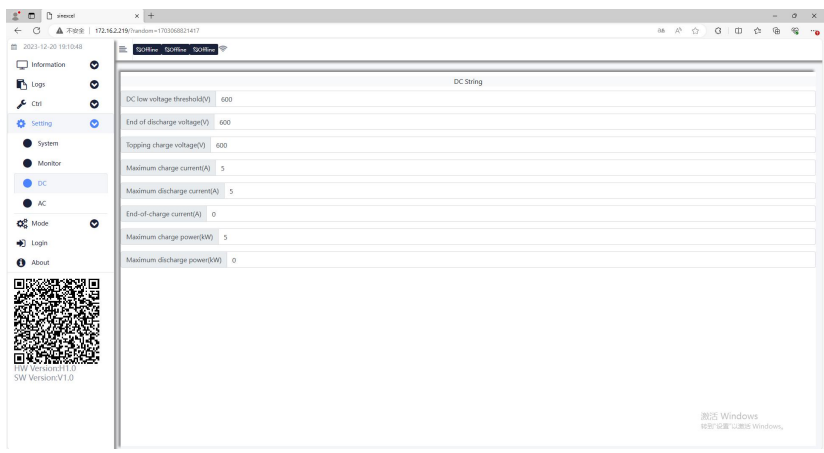 sinexcel
不安全 | 172.16.2.219/?random=1703068821417
2023-12-20 19:10:48
Offline Offline Offline
Information
Logs
Ctrl
Setting
System
Monitor
DC
AC
Mode
Login
About
HW Version:H1.0
SW Version:V1.0
DC String
DC low voltage threshold(V) 600
End of discharge voltage(V) 600
Topping charge voltage(V) 600
Maximum charge current(A) 5
Maximum discharge current(A) 5
End-of-charge current(A) 0
Maximum charge power(kW) 5
Maximum discharge power(kW) 0
激活 Windows
转到"设置"以激活 Windows。